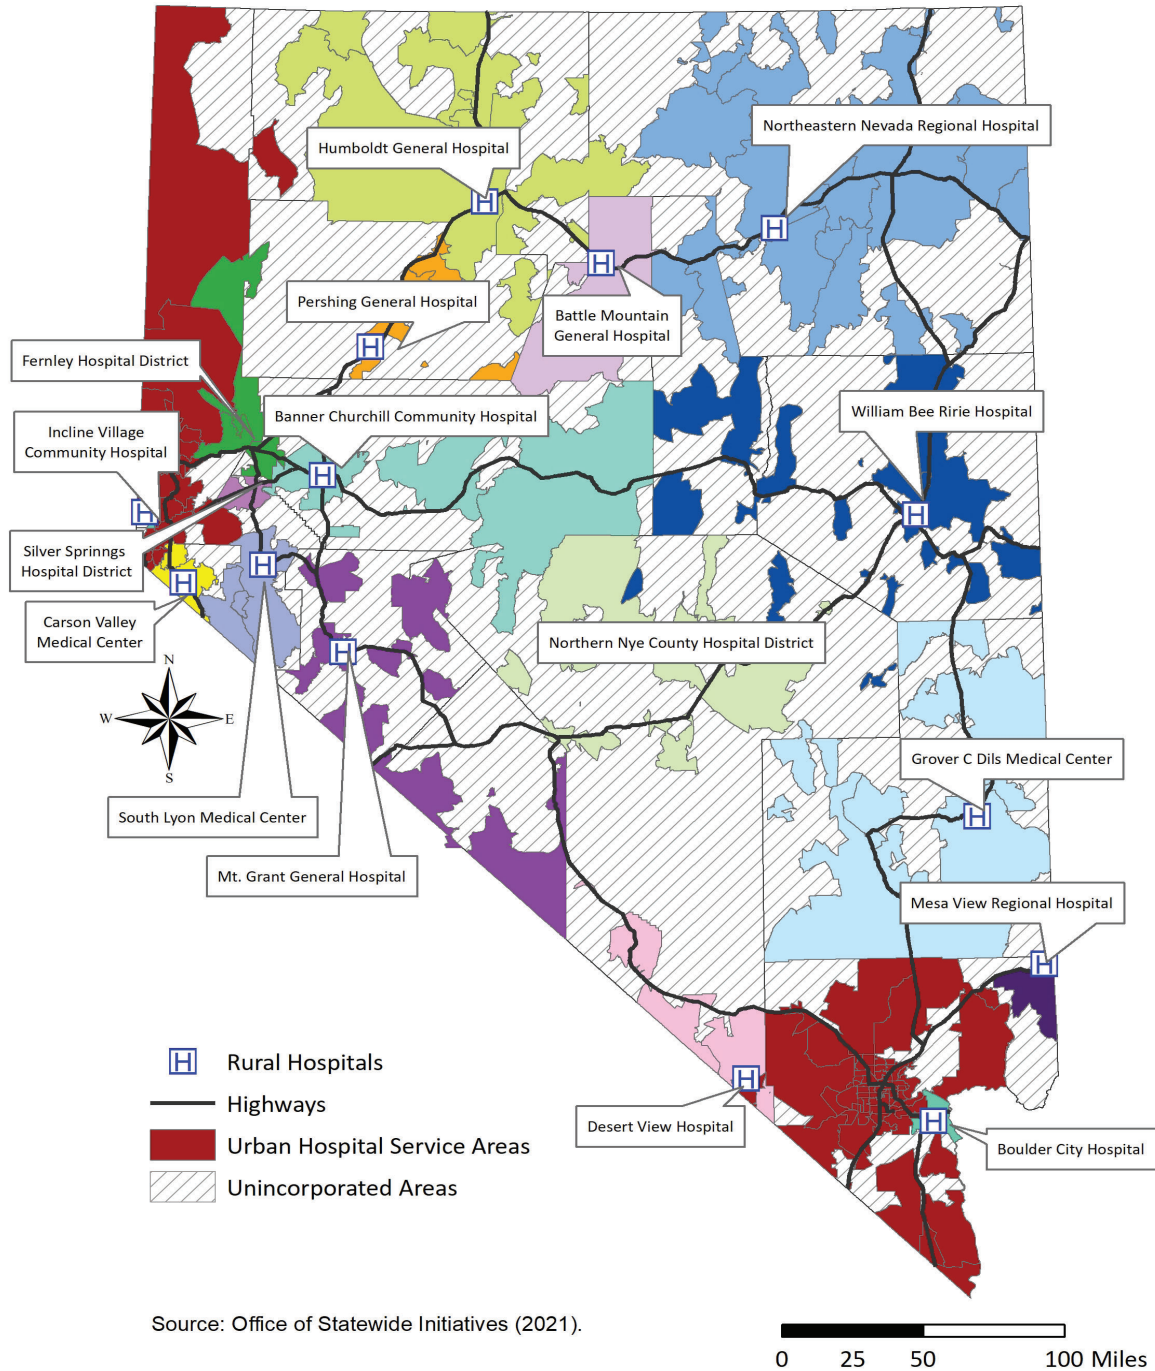 Northeastern Nevada Regional Hospital
Humboldt General Hospital
H
H
H
Pershing General Hospital
Battle Mountain
General Hospital
H
Fernley Hospital District
Banner Churchill Community Hospital
William Bee Ririe Hospital
Incline Village
Community Hospital
H
H
H
Silver Sprinngs
Hospital District
H
H
Carson Valley
Medical Center
Northern Nye County Hospital District
H
N
W
E
S
Grover C Dils Medical Center
South Lyon Medical Center
H
Mt. Grant General Hospital
Mesa View Regional Hospital
H
H Rural Hospitals
H
Highways
Desert View Hospital
H
Urban Hospital Service Areas
Boulder City Hospital
Unincorporated Areas
Source: Office of Statewide Initiatives (2021).
0 25 50 100 Miles